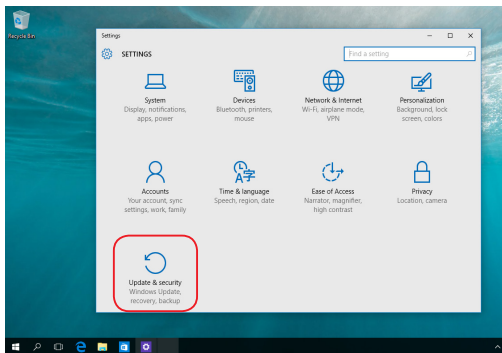 Recycle Bin
Settings
SETTINGS
Find a setting
System
Display, notifications,
apps, power
Devices
Bluetooth, printers,
mouse
Network & Internet
Wi-Fi, airplane mode,
VPN
Personalization
Background, lock
screen, colors
Accounts
Your account, sync
settings, work, family
Time & language
Speech, region, date
Ease of Access
Narrator, magnifier,
high contrast
Privacy
Location, camera
Update & security
Windows Update,
recovery, backup